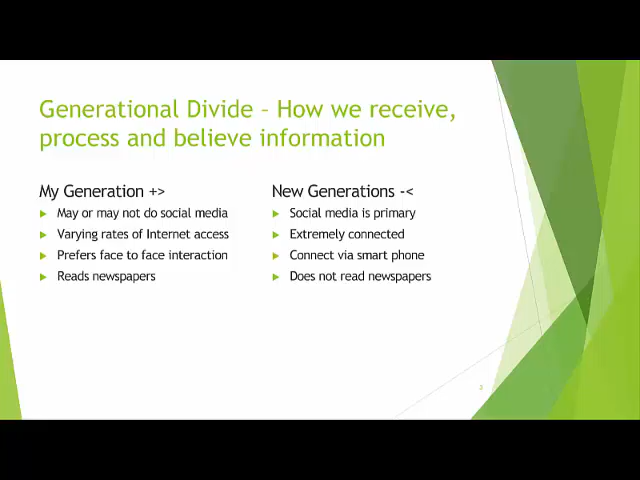 Generational Divide – How we receive,
process and believe information
My Generation +>
May or may not do social media
Varying rates of Internet access
Prefers face to face interaction
Reads newspapers
New Generations -<
Social media is primary
Extremely connected
Connect via smart phone
Does not read newspapers